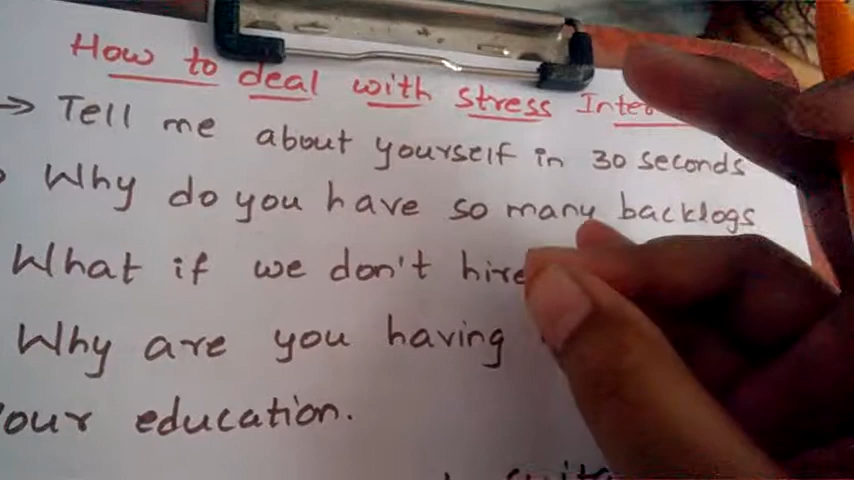 How to deal with stress
→ Tell me about yourself in 30 seconds
Why do you have so many backlogs
What if we don't hire
Why are you having
our education.